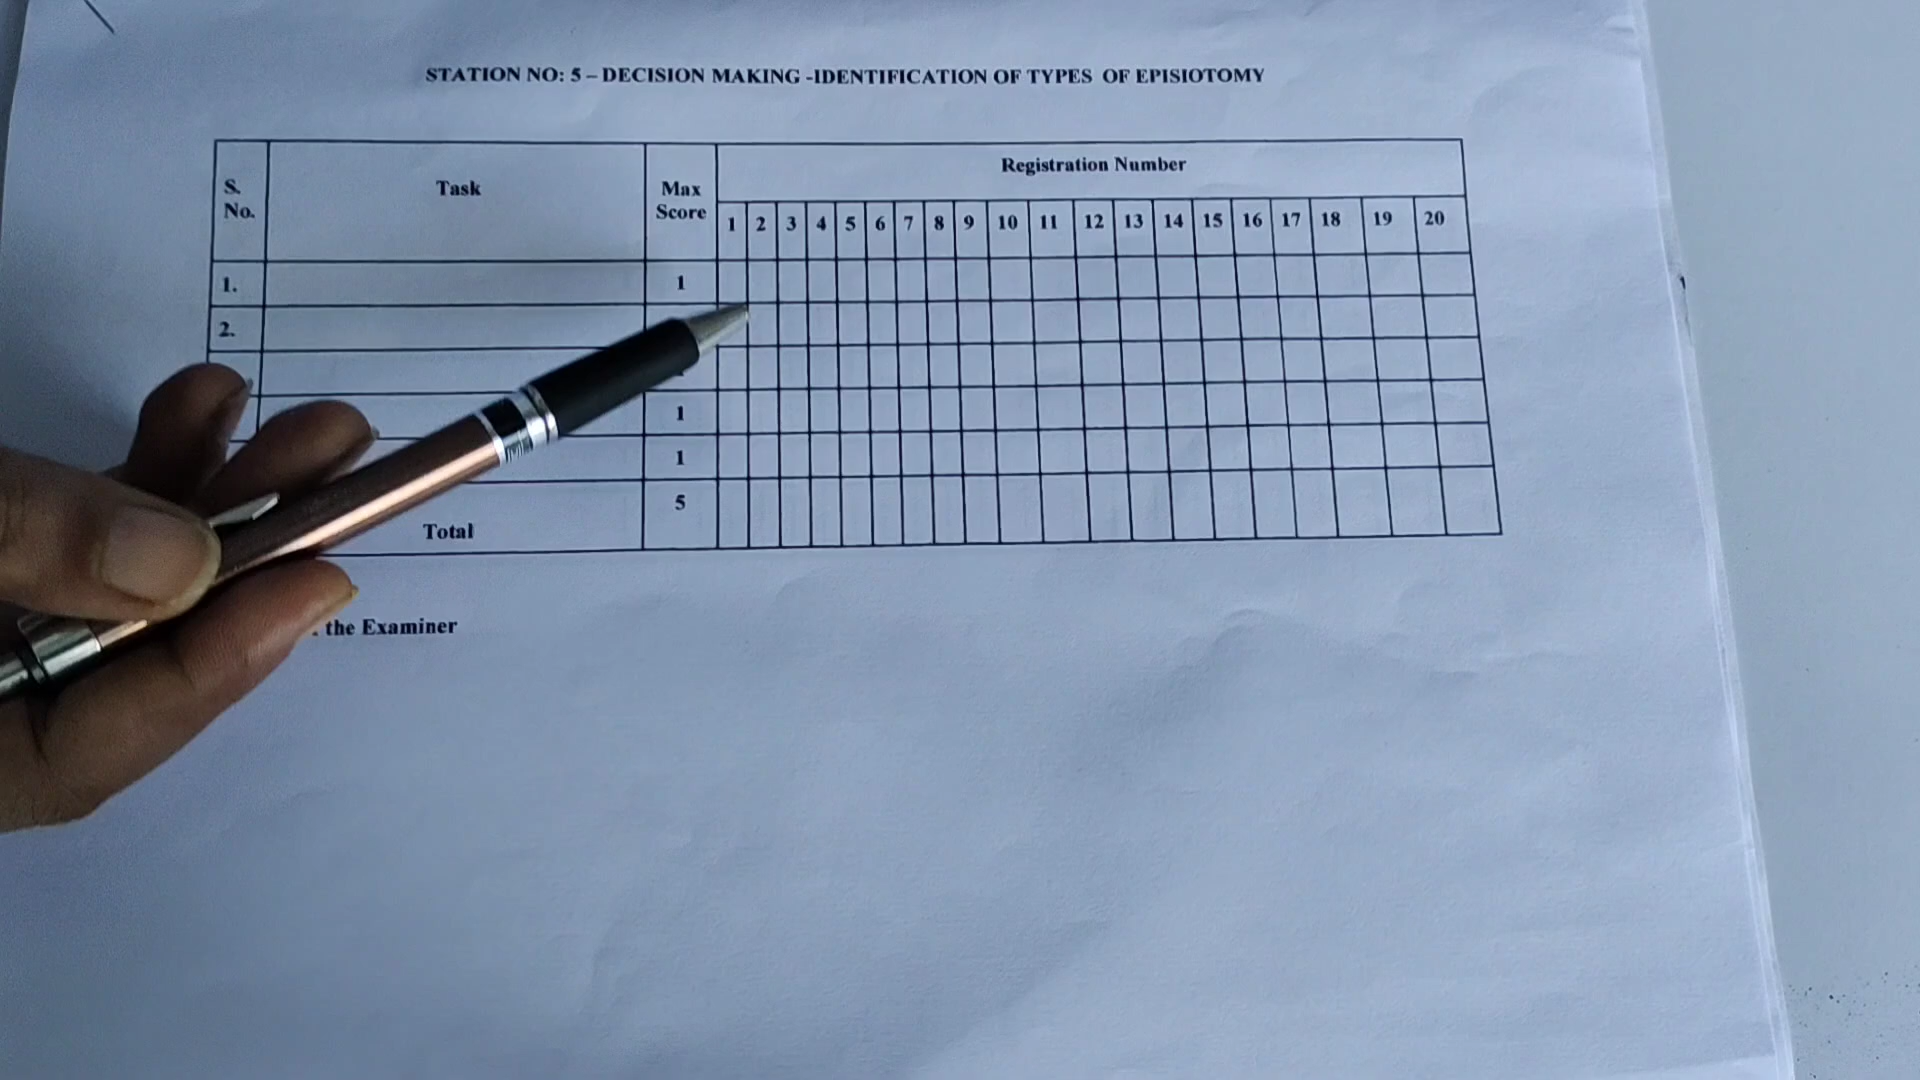 STATION NO: 5 – DECISION MAKING -IDENTIFICATION OF TYPES OF EPISIOTOMY
S. No. Task Max Score Registration Number
1 2 3 4 5 6 7 8 9 10 11 12 13 14 15 16 17 18 19 20
1. 1
2.
1
1
Total 5
the Examiner